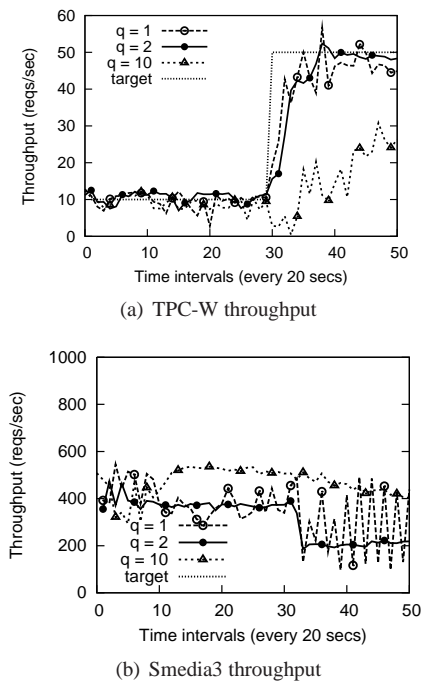 q = 1
q = 2
q = 10
target
Throughput (reqs/sec)
60
50
40
30
20
10
0
0 10 20 30 40 50
Time intervals (every 20 secs)
(a) TPC-W throughput
q = 1
q = 2
q = 10
target
Throughput (reqs/sec)
1000
800
600
400
200
0
0 10 20 30 40 50
Time intervals (every 20 secs)
(b) Smedia3 throughput